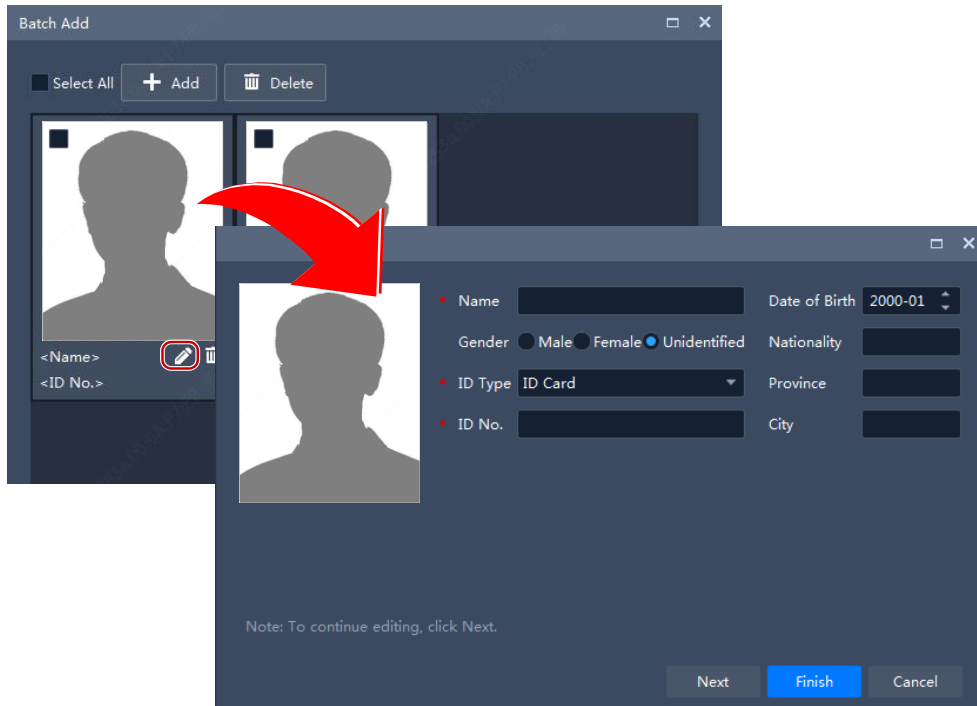 Batch Add
Select All
Add
Delete
<Name>
<ID No.>
* Name
Date of Birth 2000-01
Gender Male Female Unidentified
Nationality
* ID Type ID Card
Province
* ID No.
City
Note: To continue editing, click Next.
Next
Finish
Cancel